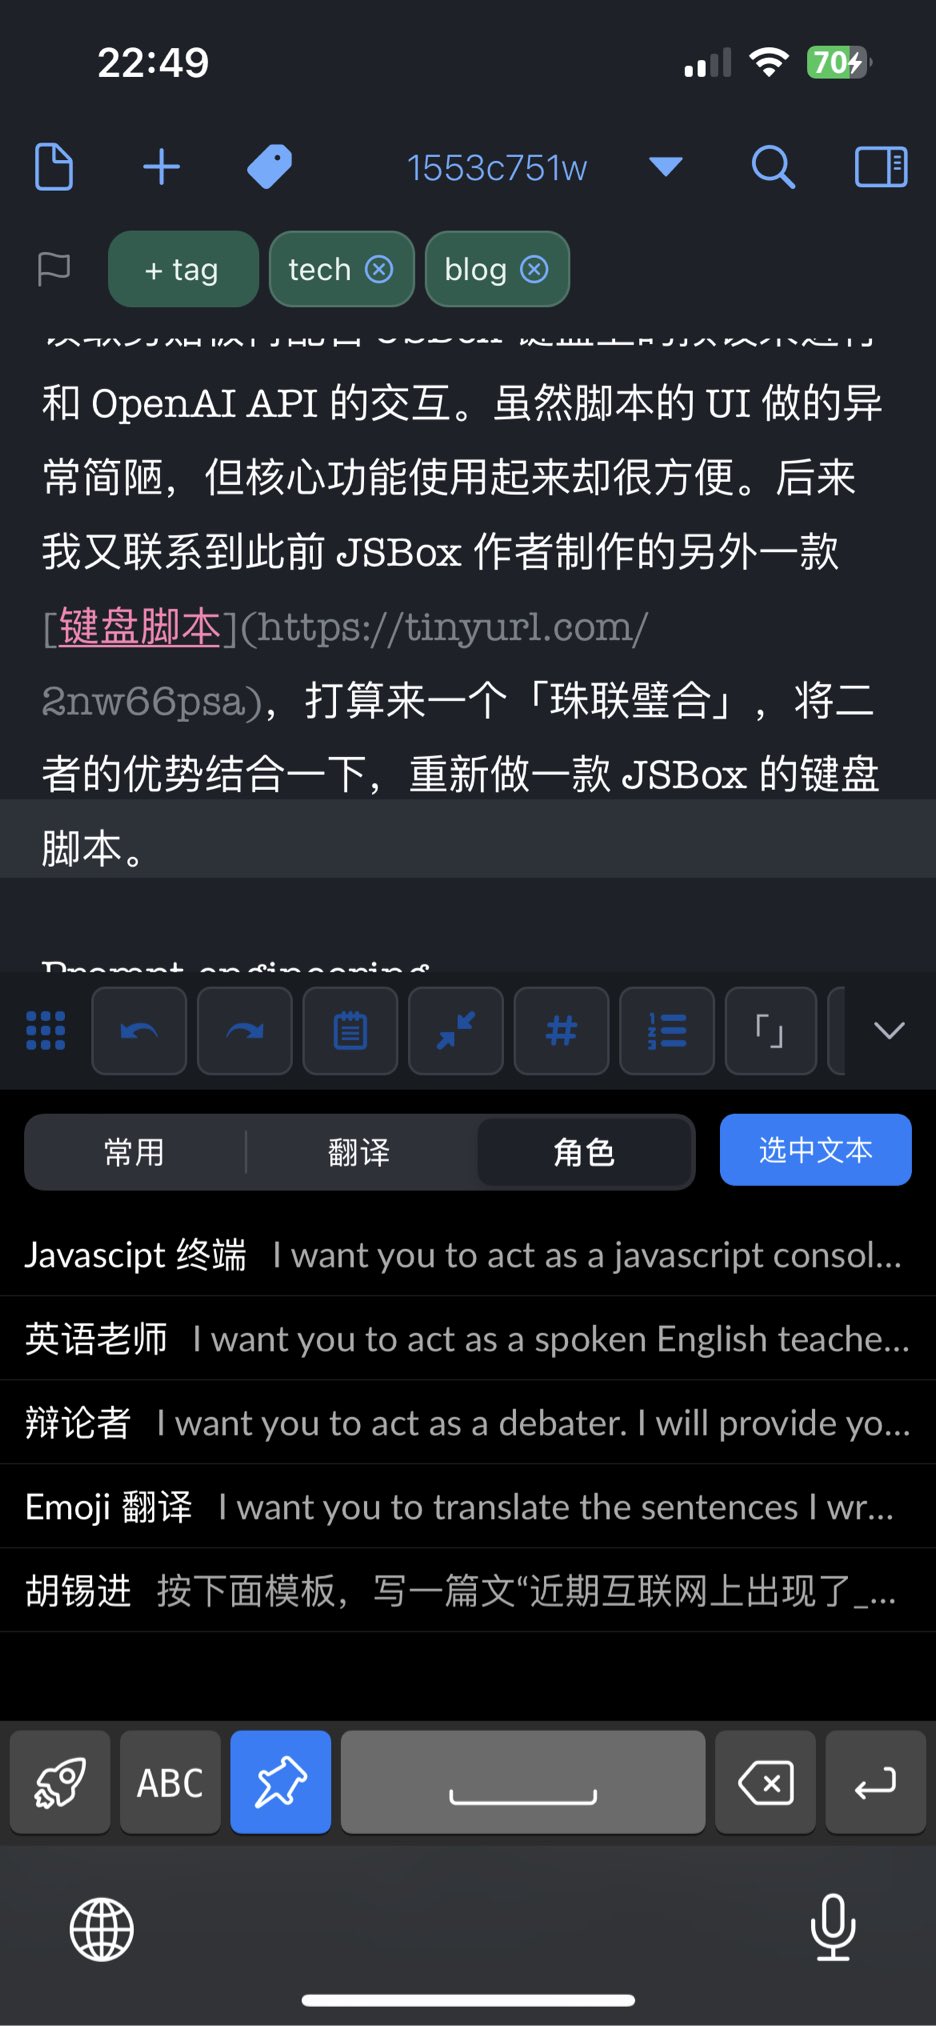 22:49
70
1553c751w
+ tag
tech
blog
和 OpenAI API 的交互。虽然脚本的 UI 做的异
常简陋，但核心功能使用起来却很方便。后来
我又联系到此前 JSBox 作者制作的另外一款
[键盘脚本](https://tinyurl.com/
2nw66psa)，打算来一个「珠联璧合」，将二
者的优势结合一下，重新做一款 JSBox 的键盘
脚本。
Prompt engineering
#
「」
常用
翻译
角色
选中文本
Javascipt 终端 I want you to act as a javascript consol...
英语老师 I want you to act as a spoken English teache...
辩论者 I want you to act as a debater. I will provide yo...
Emoji 翻译 I want you to translate the sentences I wr...
胡锡进 按下面模板，写一篇文“近期互联网上出现了_...
ABC